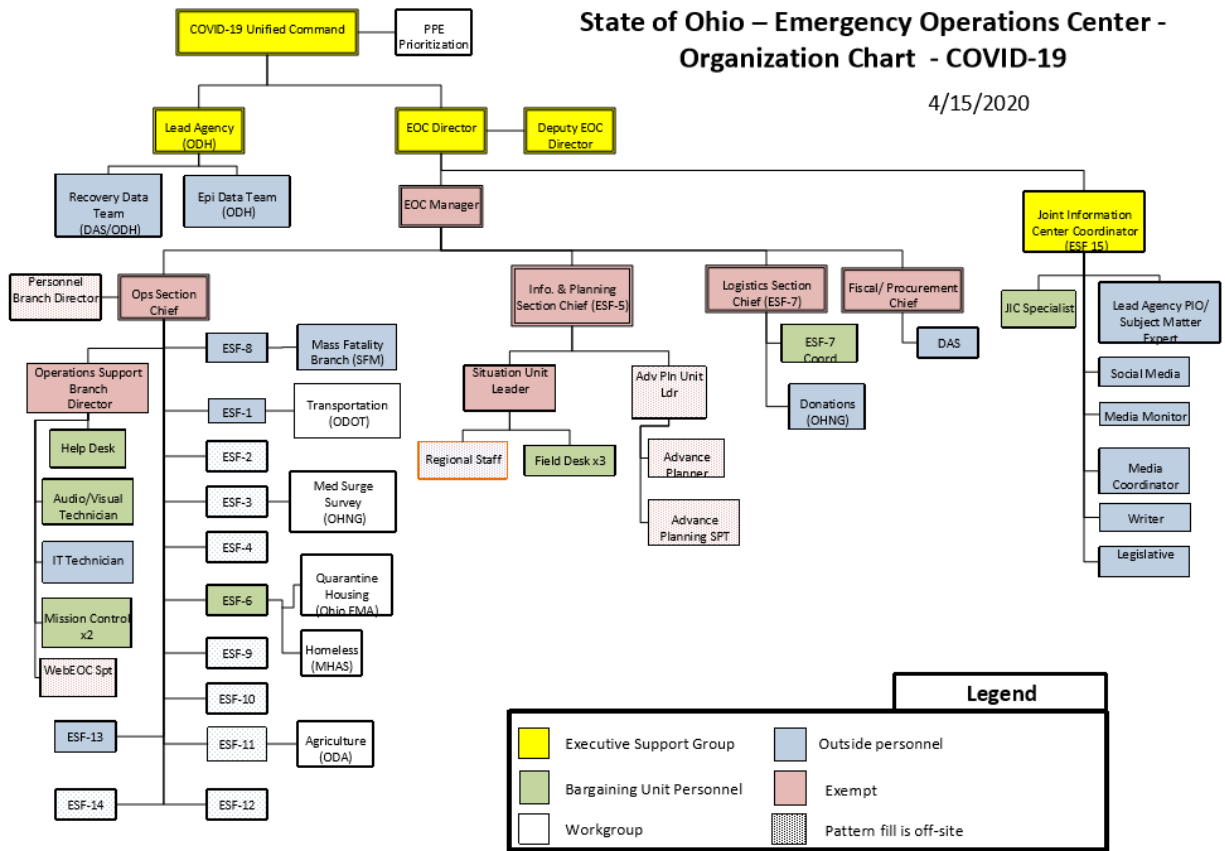 State of Ohio – Emergency Operations Center -
Organization Chart - COVID-19
4/15/2020
COVID-19 Unified Command
PPE
Prioritization
Lead Agency
(ODH)
EOC Director
Deputy EOC
Director
Recovery Data
Team
(DAS/ODH)
Epi Data Team
(ODH)
EOC Manager
Joint Information
Center Coordinator
(ESF 15)
Personnel
Branch Director
Ops Section
Chief
Info. & Planning
Section Chief (ESF-5)
Logistics Section
Chief (ESF-7)
Fiscal/ Procurement
Chief
JIC Specialist
Lead Agency PIO/
Subject Matter
Expert
ESF-8
Mass Fatality
Branch (SFM)
ESF-7
Coord
DAS
Operations Support
Branch
Director
Situation Unit
Leader
Adv Pln Unit
Ldr
Social Media
ESF-1
Transportation
(ODOT)
Donations
(OHNG)
Media Monitor
Help Desk
ESF-2
Regional Staff
Field Desk x3
Advance
Planner
Media
Coordinator
Audio/Visual
Technician
ESF-3
Med Surge
Survey
(OHNG)
Advance
Planning SPT
Writer
IT Technician
ESF-4
Legislative
Mission Control
x2
ESF-6
Quarantine
Housing
(Ohio EMA)
ESF-9
Homeless
(MHAS)
WebEOC Spt
ESF-10
ESF-13
ESF-11
Agriculture
(ODA)
ESF-14
ESF-12
Legend
Executive Support Group
Outside personnel
Bargaining Unit Personnel
Exempt
Workgroup
Pattern fill is off-site